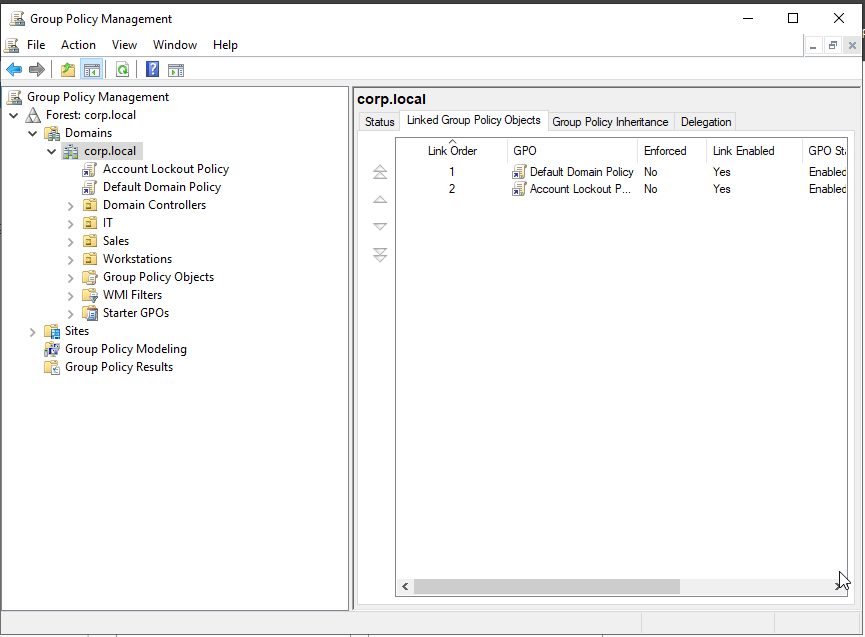 Group Policy Management
File Action View Window Help
Group Policy Management
Forest: corp.local
Domains
corp.local
Account Lockout Policy
Default Domain Policy
Domain Controllers
IT
Sales
Workstations
Group Policy Objects
WMI Filters
Starter GPOs
Sites
Group Policy Modeling
Group Policy Results
corp.local
Status Linked Group Policy Objects Group Policy Inheritance Delegation
Link Order GPO Enforced Link Enabled GPO Sta
1 Default Domain Policy No Yes Enabled
2 Account Lockout P... No Yes Enabled